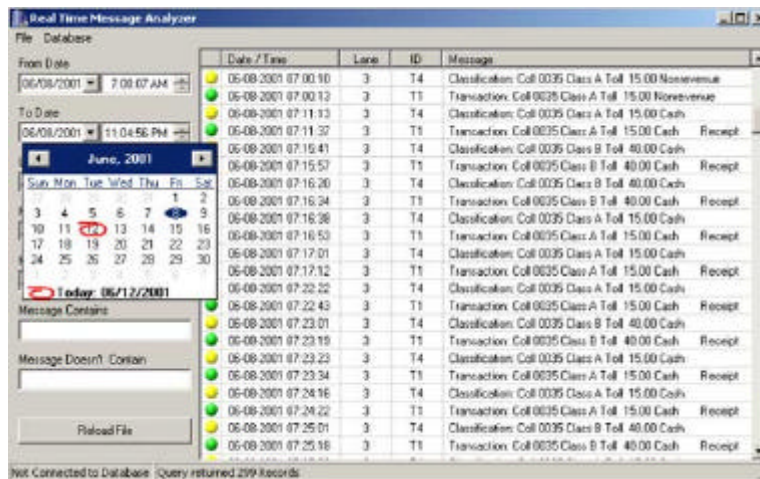 Real Time Message Analyzer
File Database
From Date
06/08/2001 7:08:07 AM
To Date
06/08/2001 11:04:56 PM
June, 2001
Sun Mon Tue Wed Thu Fri Sat
1 2
3 4 5 6 7 8 9
10 11 12 13 14 15 16
17 18 19 20 21 22 23
24 25 26 27 28 29 30
Today: 06/12/2001
Message Contains
Message Doesn't Contain
Reload File
Date / Time Lane ID Message
06-08-2001 07:00:10 3 T4 Classification: Coll 0035 Class A Toll 15.00 Nonrevenue
06-08-2001 07:00:13 3 T1 Transaction: Coll 0035 Class A Toll 15.00 Nonrevenue
06-08-2001 07:11:13 3 T4 Classification: Coll 0035 Class A Toll 15.00 Cash
06-08-2001 07:11:37 3 T1 Transaction: Coll 0035 Class A Toll 15.00 Cash Receipt
06-08-2001 07:15:41 3 T4 Classification: Coll 0035 Class B Toll 40.00 Cash
06-08-2001 07:15:57 3 T1 Transaction: Coll 0035 Class B Toll 40.00 Cash Receipt
06-08-2001 07:16:20 3 T4 Classification: Coll 0035 Class B Toll 40.00 Cash
06-08-2001 07:16:34 3 T1 Transaction: Coll 0035 Class B Toll 40.00 Cash Receipt
06-08-2001 07:16:38 3 T4 Classification: Coll 0035 Class A Toll 15.00 Cash
06-08-2001 07:16:53 3 T1 Transaction: Coll 0035 Class A Toll 15.00 Cash Receipt
06-08-2001 07:17:01 3 T4 Classification: Coll 0035 Class A Toll 15.00 Cash
06-08-2001 07:17:12 3 T1 Transaction: Coll 0035 Class A Toll 15.00 Cash Receipt
06-08-2001 07:22:22 3 T4 Classification: Coll 0035 Class A Toll 15.00 Cash
06-08-2001 07:22:43 3 T1 Transaction: Coll 0035 Class A Toll 15.00 Cash Receipt
06-08-2001 07:23:01 3 T4 Classification: Coll 0035 Class B Toll 40.00 Cash
06-08-2001 07:23:19 3 T1 Transaction: Coll 0035 Class B Toll 40.00 Cash Receipt
06-08-2001 07:23:23 3 T4 Classification: Coll 0035 Class A Toll 15.00 Cash
06-08-2001 07:23:34 3 T1 Transaction: Coll 0035 Class A Toll 15.00 Cash Receipt
06-08-2001 07:24:16 3 T4 Classification: Coll 0035 Class A Toll 15.00 Cash
06-08-2001 07:24:22 3 T1 Transaction: Coll 0035 Class A Toll 15.00 Cash Receipt
06-08-2001 07:25:01 3 T4 Classification: Coll 0035 Class B Toll 40.00 Cash
06-08-2001 07:25:18 3 T1 Transaction: Coll 0035 Class B Toll 40.00 Cash Receipt
Not Connected to Database Query returned 299 Records